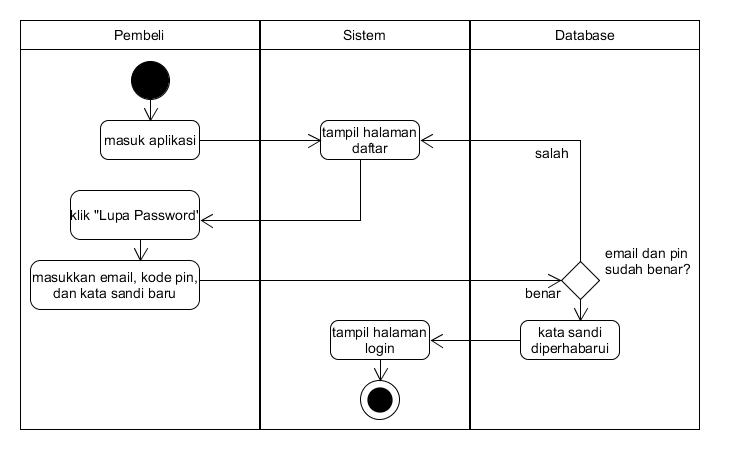 Pembeli
Sistem
Database
masuk aplikasi
tampil halaman
daftar
salah
klik "Lupa Password"
email dan pin
sudah benar?
masukkan email, kode pin,
dan kata sandi baru
benar
tampil halaman
login
kata sandi
diperhabarui